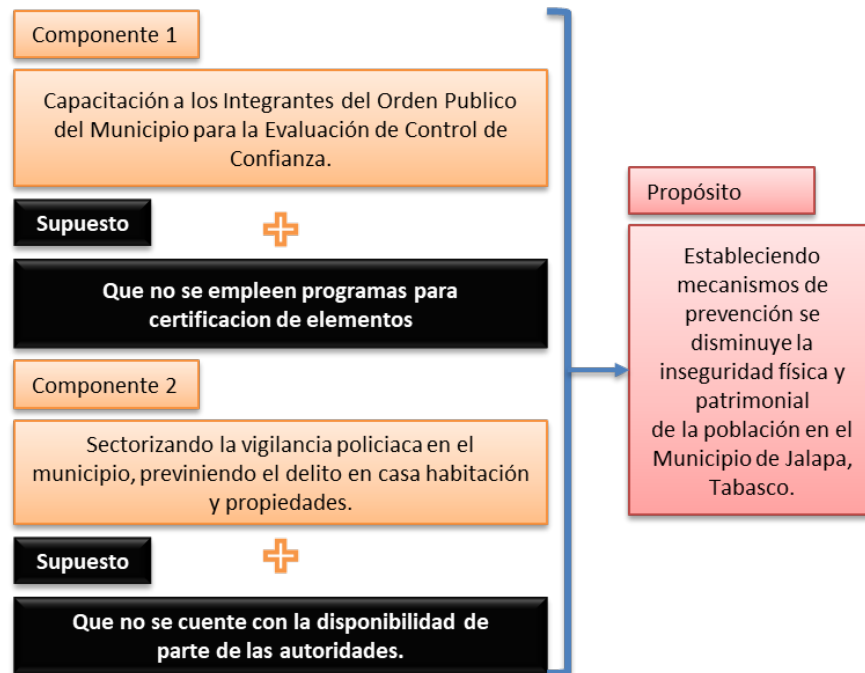 Componente 1
Capacitación a los Integrantes del Orden Publico
del Municipio para la Evaluación de Control de
Confianza.
Supuesto
Que no se empleen programas para
certificacion de elementos
Componente 2
Sectorizando la vigilancia policiaca en el
municipio, previniendo el delito en casa habitación
y propiedades.
Supuesto
Que no se cuente con la disponibilidad de
parte de las autoridades.
Propósito
Estableciendo
mecanismos de
prevención se
disminuye la
inseguridad física y
patrimonial
de la población en el
Municipio de Jalapa,
Tabasco.